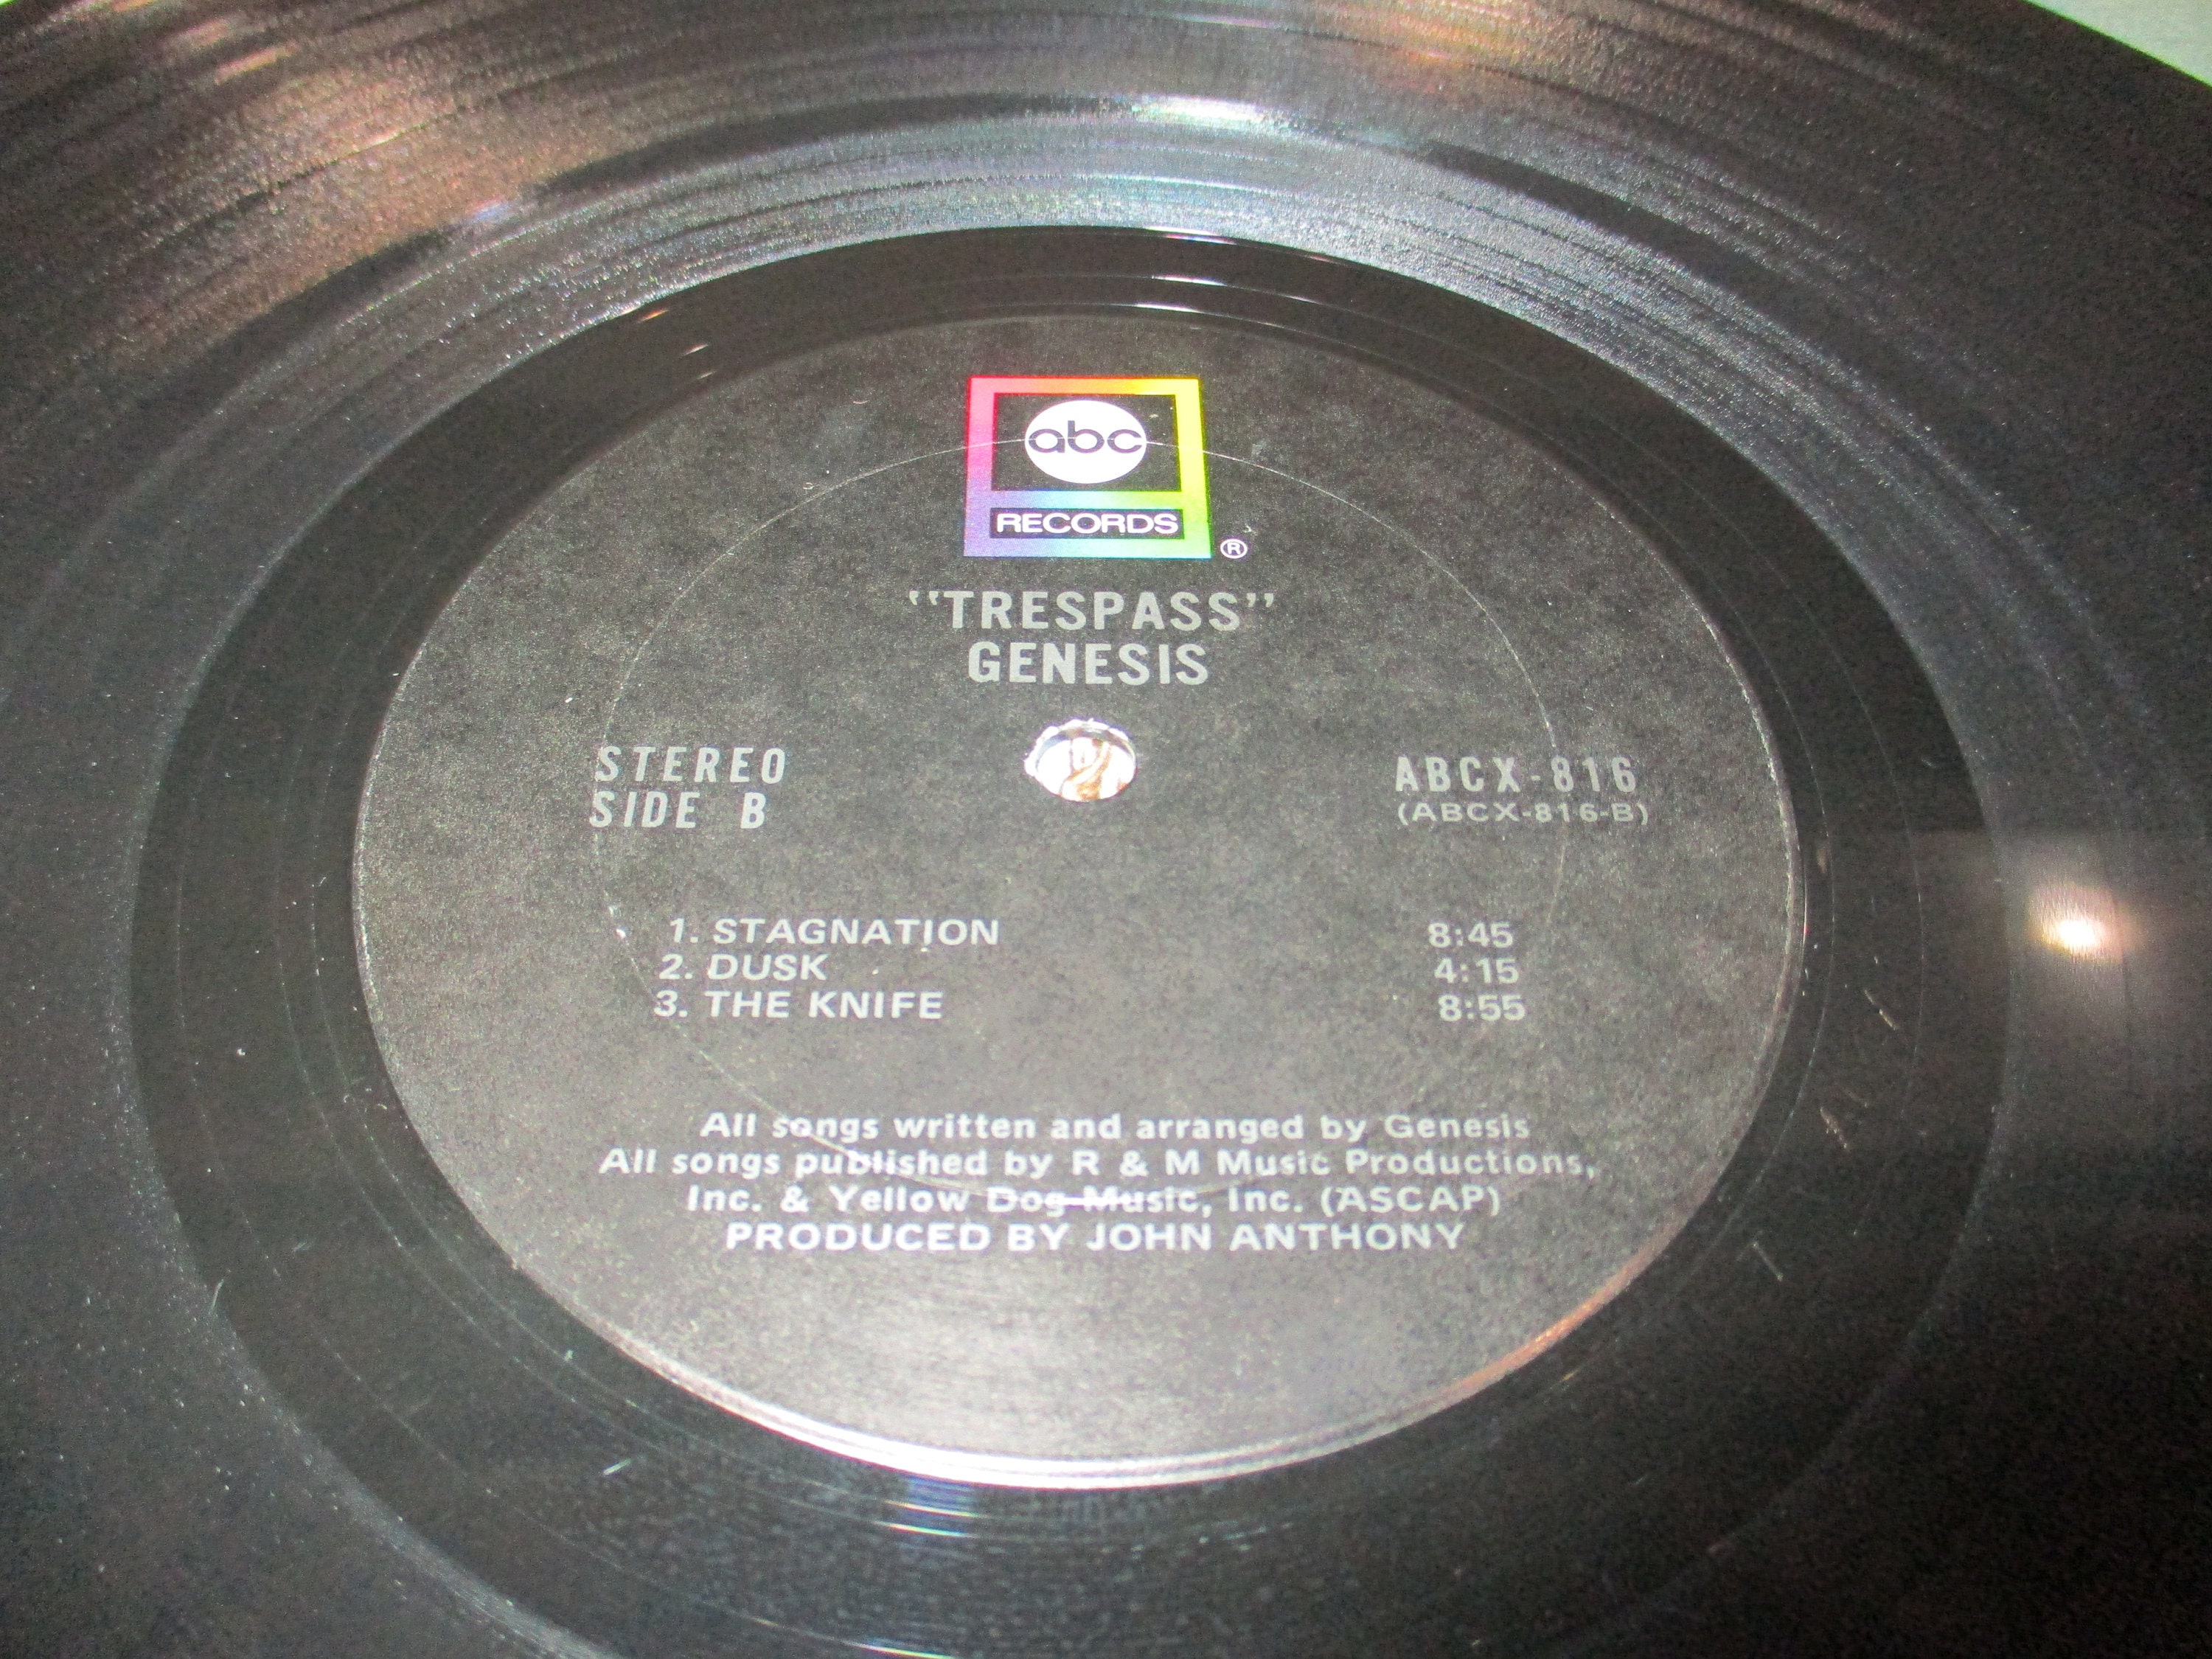 abc
RECORDS
®
"TRESPASS"
GENESIS
STEREO
SIDE B
ABCX-816
(ABCX-816-B)
1. STAGNATION 8:45
2. DUSK 4:15
3. THE KNIFE 8:55
All songs written and arranged by Genesis
All songs published by R & M Music Productions,
Inc. & Yellow Dog Music, Inc. (ASCAP)
PRODUCED BY JOHN ANTHONY